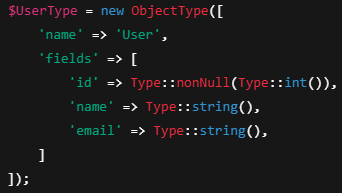 $UserType = new ObjectType([
    'name' => 'User',
    'fields' => [
        'id' => Type::nonNull(Type::int()),
        'name' => Type::string(),
        'email' => Type::string(),
    ]
]);